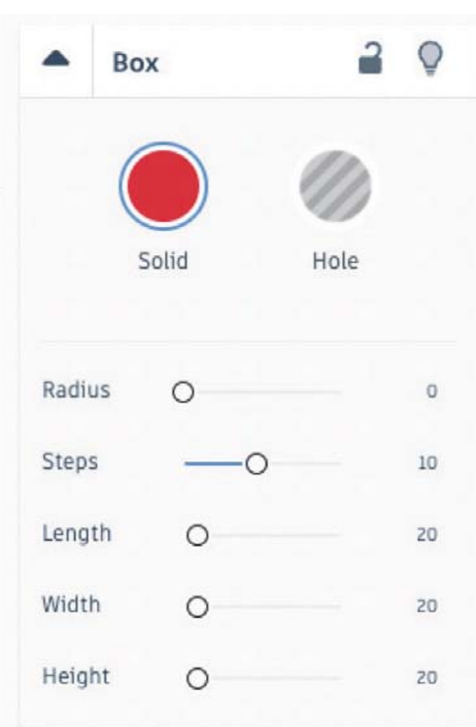 Box
Solid Hole
Radius 0
Steps 10
Length 20
Width 20
Height 20